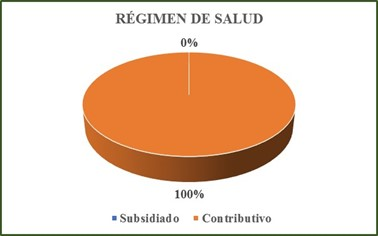 RÉGIMEN DE SALUD
0%
100%
Subsidiado Contributivo